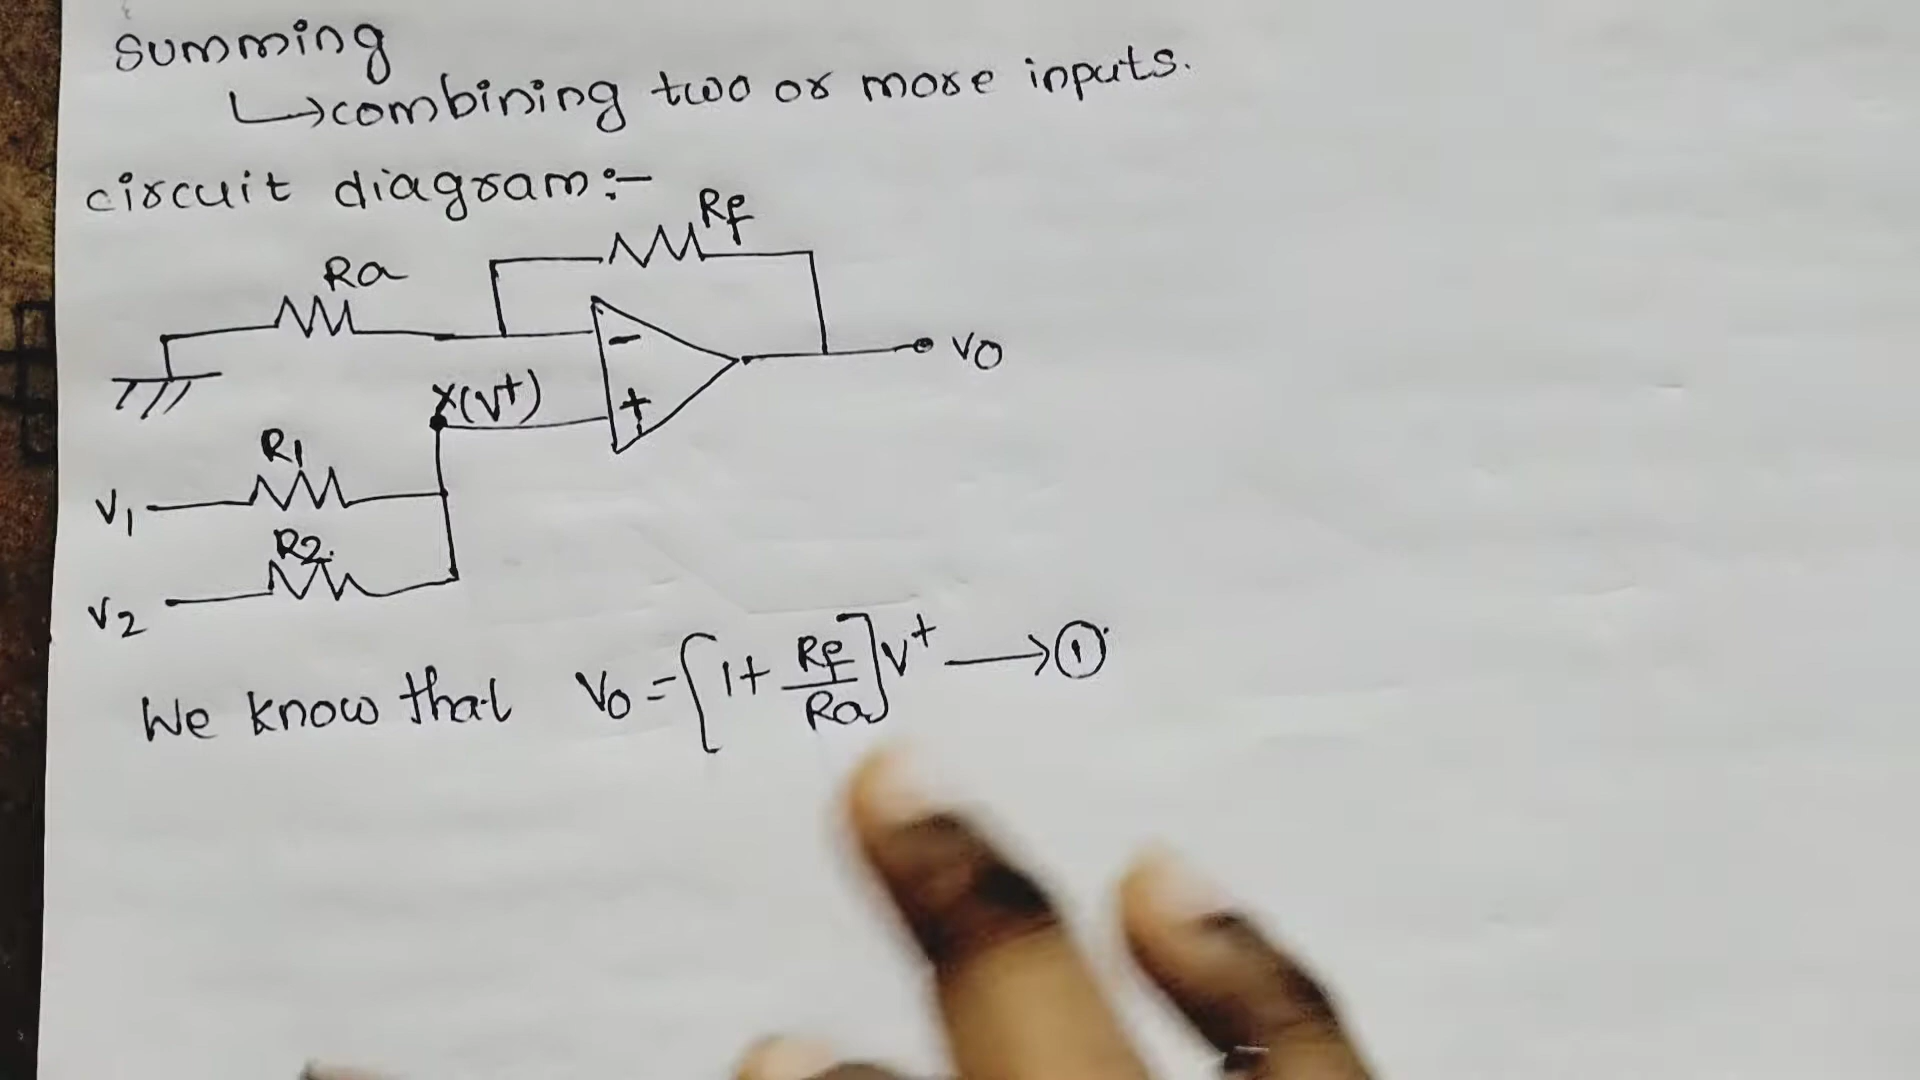 summing
↳combining two or more inputs.
circuit diagram:-
Rf
Ra
-
VO
X(V+)
+
R1
V1
R2
V2
We know that Vo = [1 + Rf/Ra] V+ → ①